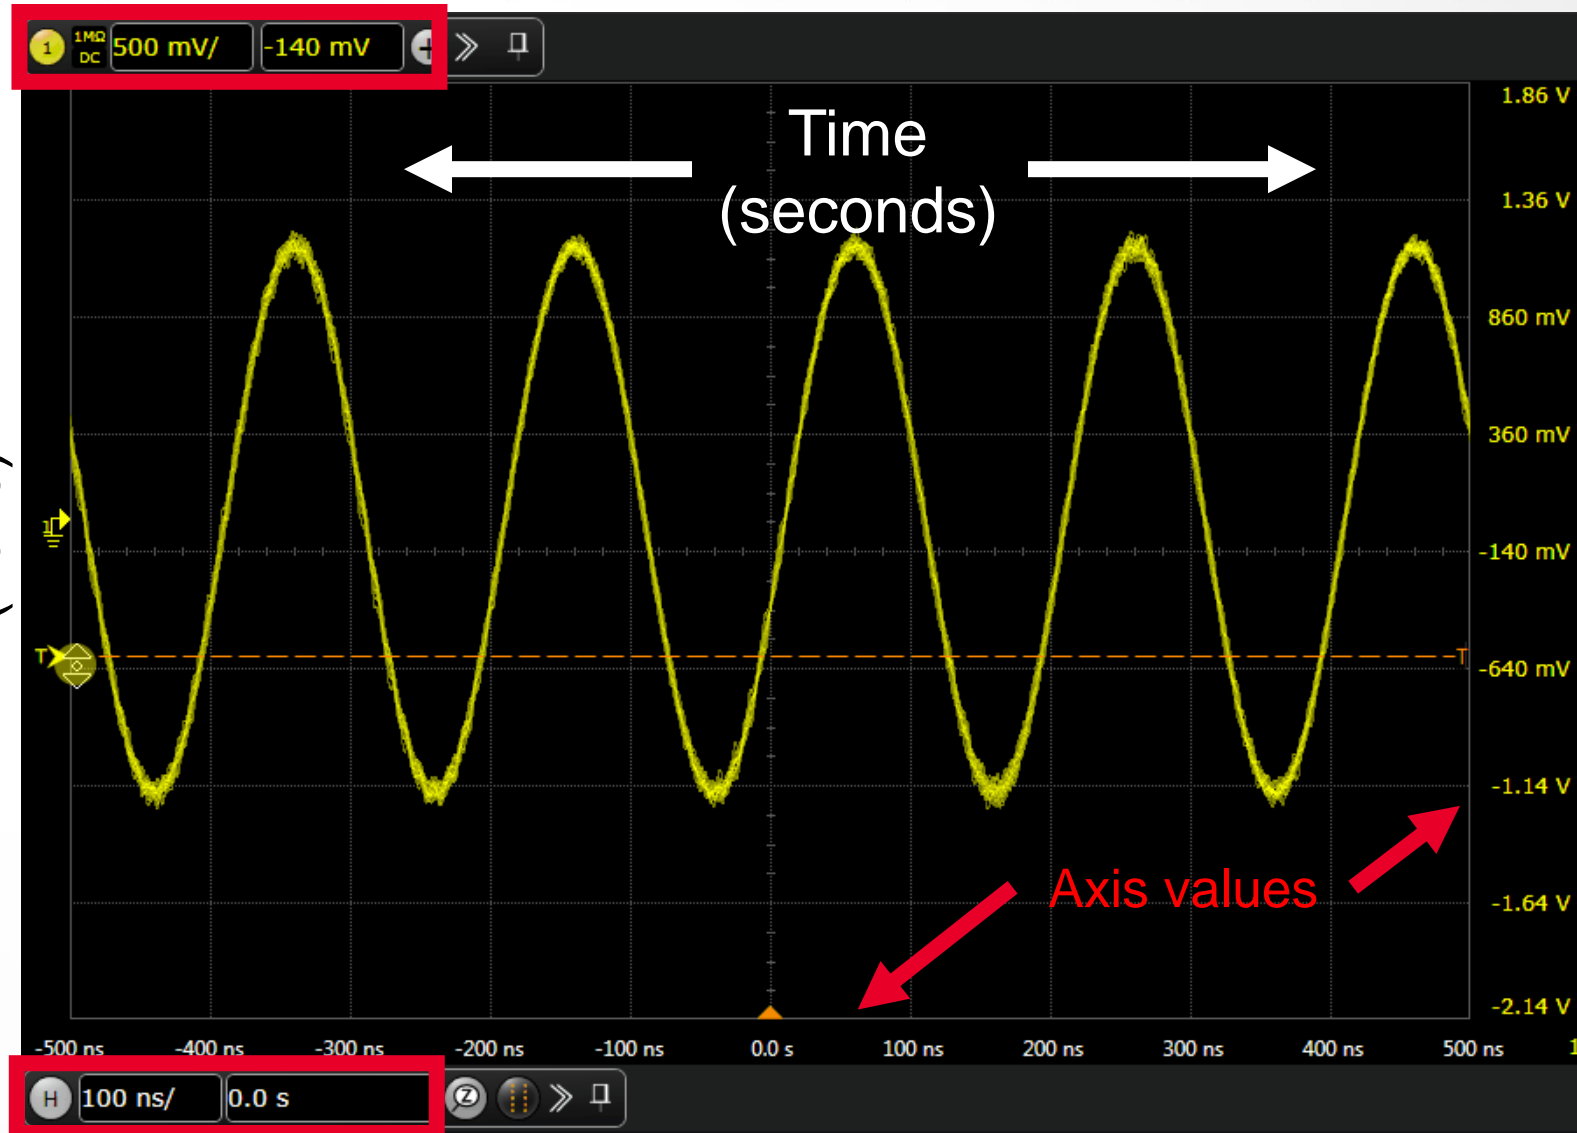 1 1MΩ DC 500 mV/ -140 mV
Time
(seconds)
1.86 V
1.36 V
860 mV
360 mV
-140 mV
-640 mV
-1.14 V
-1.64 V
-2.14 V
1
T
T
Axis values
-500 ns -400 ns -300 ns -200 ns -100 ns 0.0 s 100 ns 200 ns 300 ns 400 ns 500 ns
H 100 ns/ 0.0 s Z